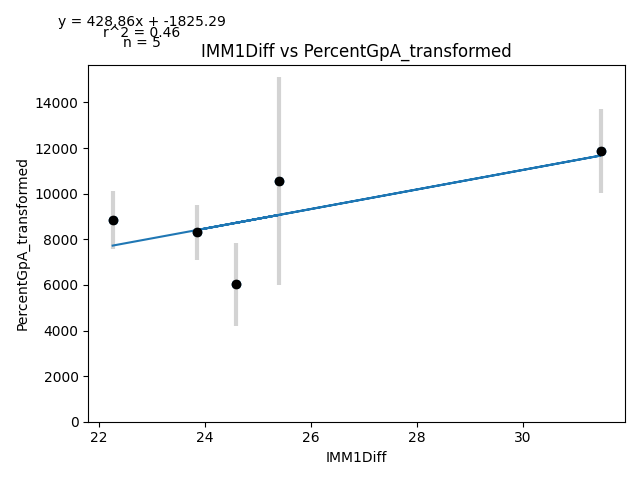 y = 428.86x + -1825.29
r^2 = 0.46
n = 5
IMM1Diff vs PercentGpA_transformed
PercentGpA_transformed
14000
12000
10000
8000
6000
4000
2000
0
22 24 26 28 30
IMM1Diff